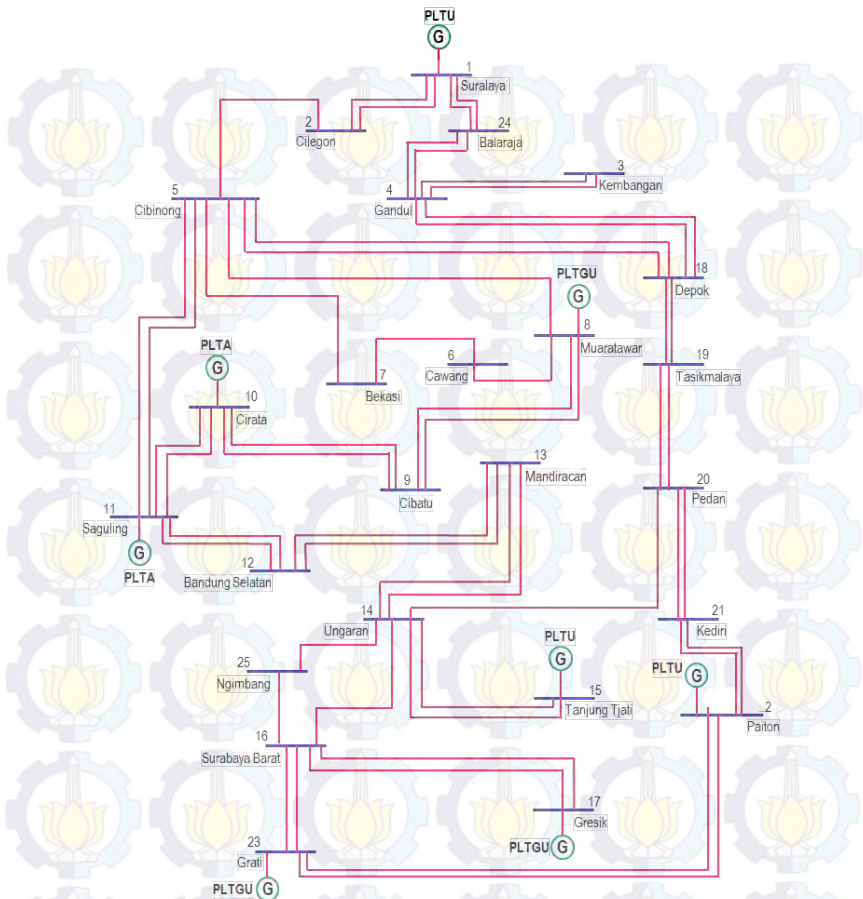 PLTU
G
1
Suralaya
2
Cilegon
24
Balaraja
3
Kembangan
5
Cibinong
4
Gandul
18
Depok
PLTGU
G
8
Muaratawar
PLTA
G
10
Cirata
7
Bekasi
6
Cawang
19
Tasikmalaya
13
Mandiracan
9
Cibatu
20
Pedan
11
Saguling
G
PLTA
12
Bandung Selatan
14
Ungaran
21
Kediri
PLTU
G
15
Tanjung Tjati
PLTU
G
2
Paiton
25
Ngimbang
16
Surabaya Barat
17
Gresik
PLTGU
G
23
Grati
PLTGU
G